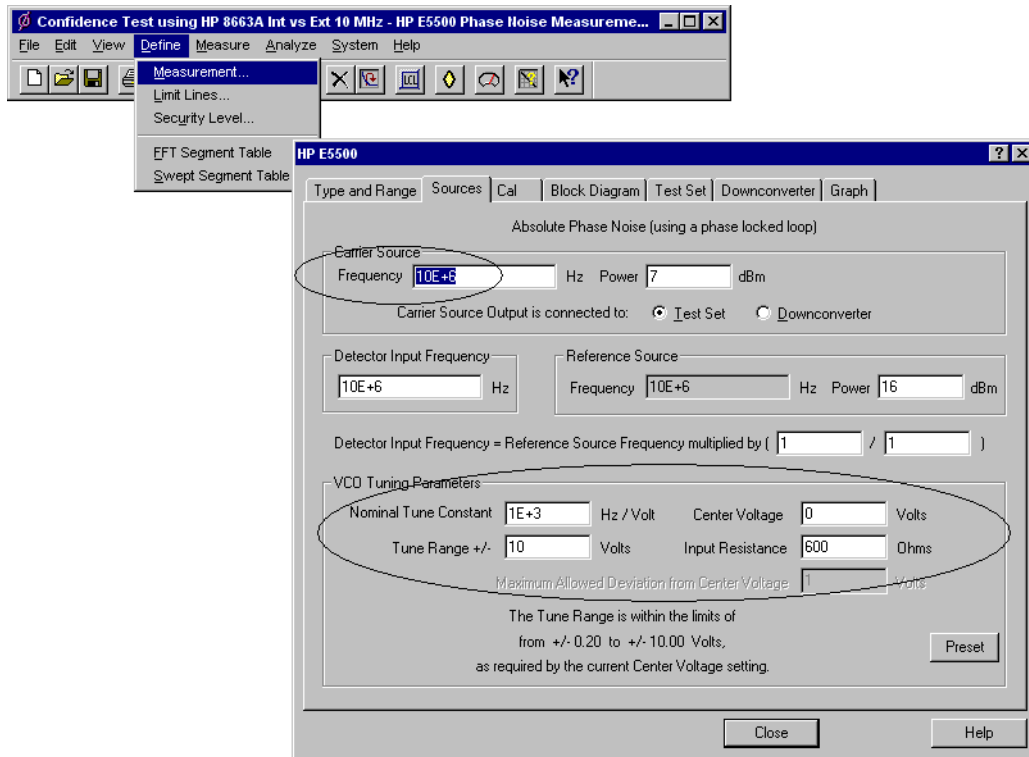 Confidence Test using HP 8663A Int vs Ext 10 MHz - HP E5500 Phase Noise Measureme...
File Edit View Define Measure Analyze System Help
Measurement...
Limit Lines...
Security Level...
FFT Segment Table
Swept Segment Table
HP E5500
Type and Range Sources Cal Block Diagram Test Set Downconverter Graph
Absolute Phase Noise (using a phase locked loop)
Carrier Source
Frequency 10E+6 Hz Power 7 dBm
Carrier Source Output is connected to: Test Set Downconverter
Detector Input Frequency
10E+6 Hz
Reference Source
Frequency 10E+6 Hz Power 16 dBm
Detector Input Frequency = Reference Source Frequency multiplied by ( 1 / 1 )
VCO Tuning Parameters
Nominal Tune Constant 1E+3 Hz / Volt Center Voltage 0 Volts
Tune Range +/- 10 Volts Input Resistance 600 Ohms
Maximum Allowed Deviation from Center Voltage 1 Volts
The Tune Range is within the limits of
from +/- 0.20 to +/- 10.00 Volts,
as required by the current Center Voltage setting.
Preset
Close Help